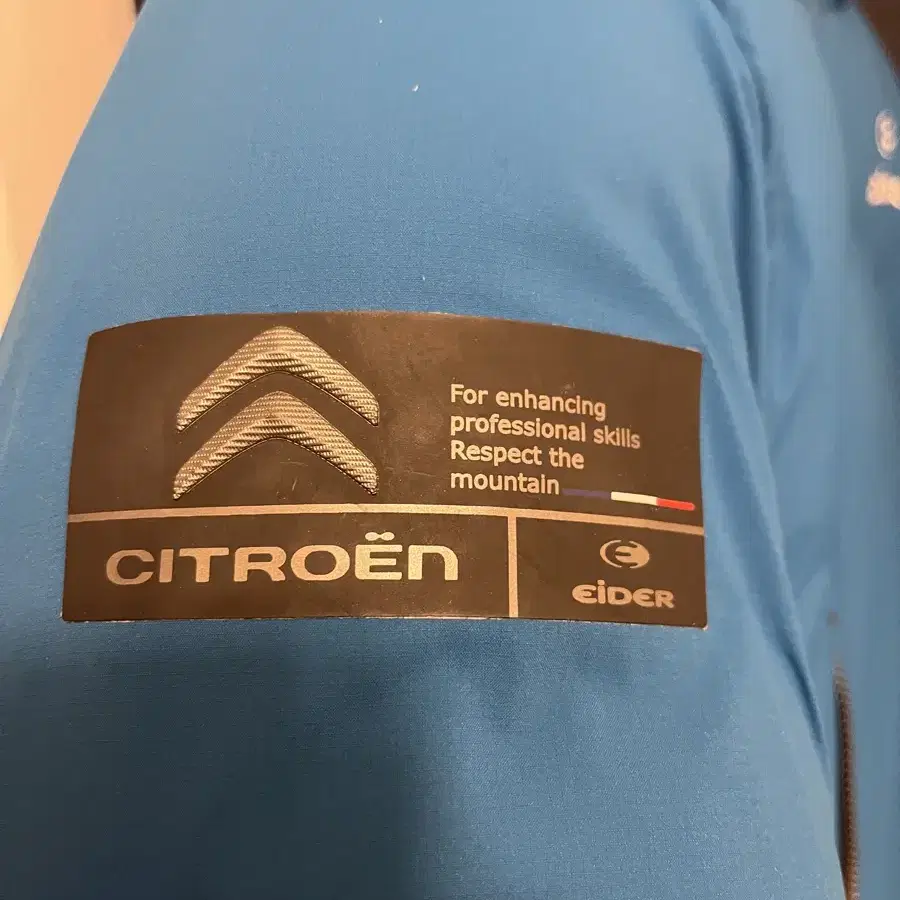 For enhancing
professional skills
Respect the
mountain
CITROËN
EIDER